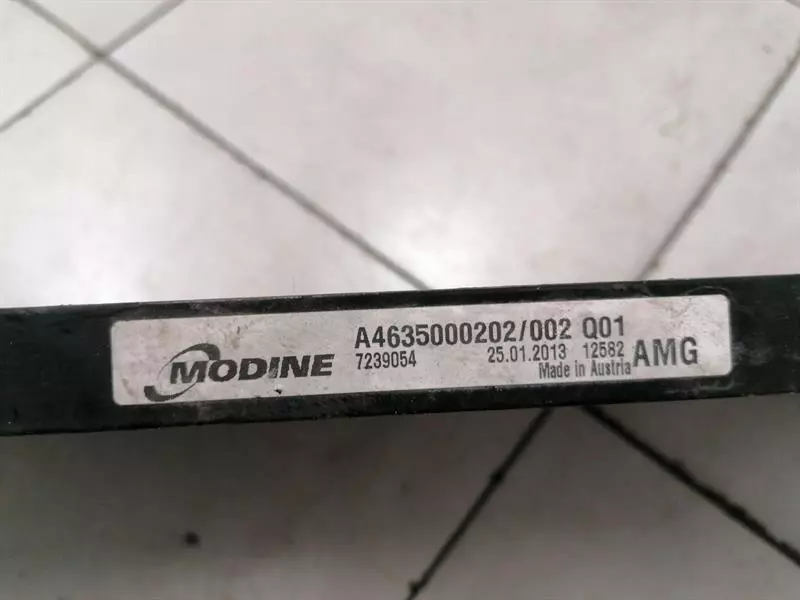 MODINE
A4635000202/002 Q01
7239054 25.01.2013 12582 AMG
Made in Austria